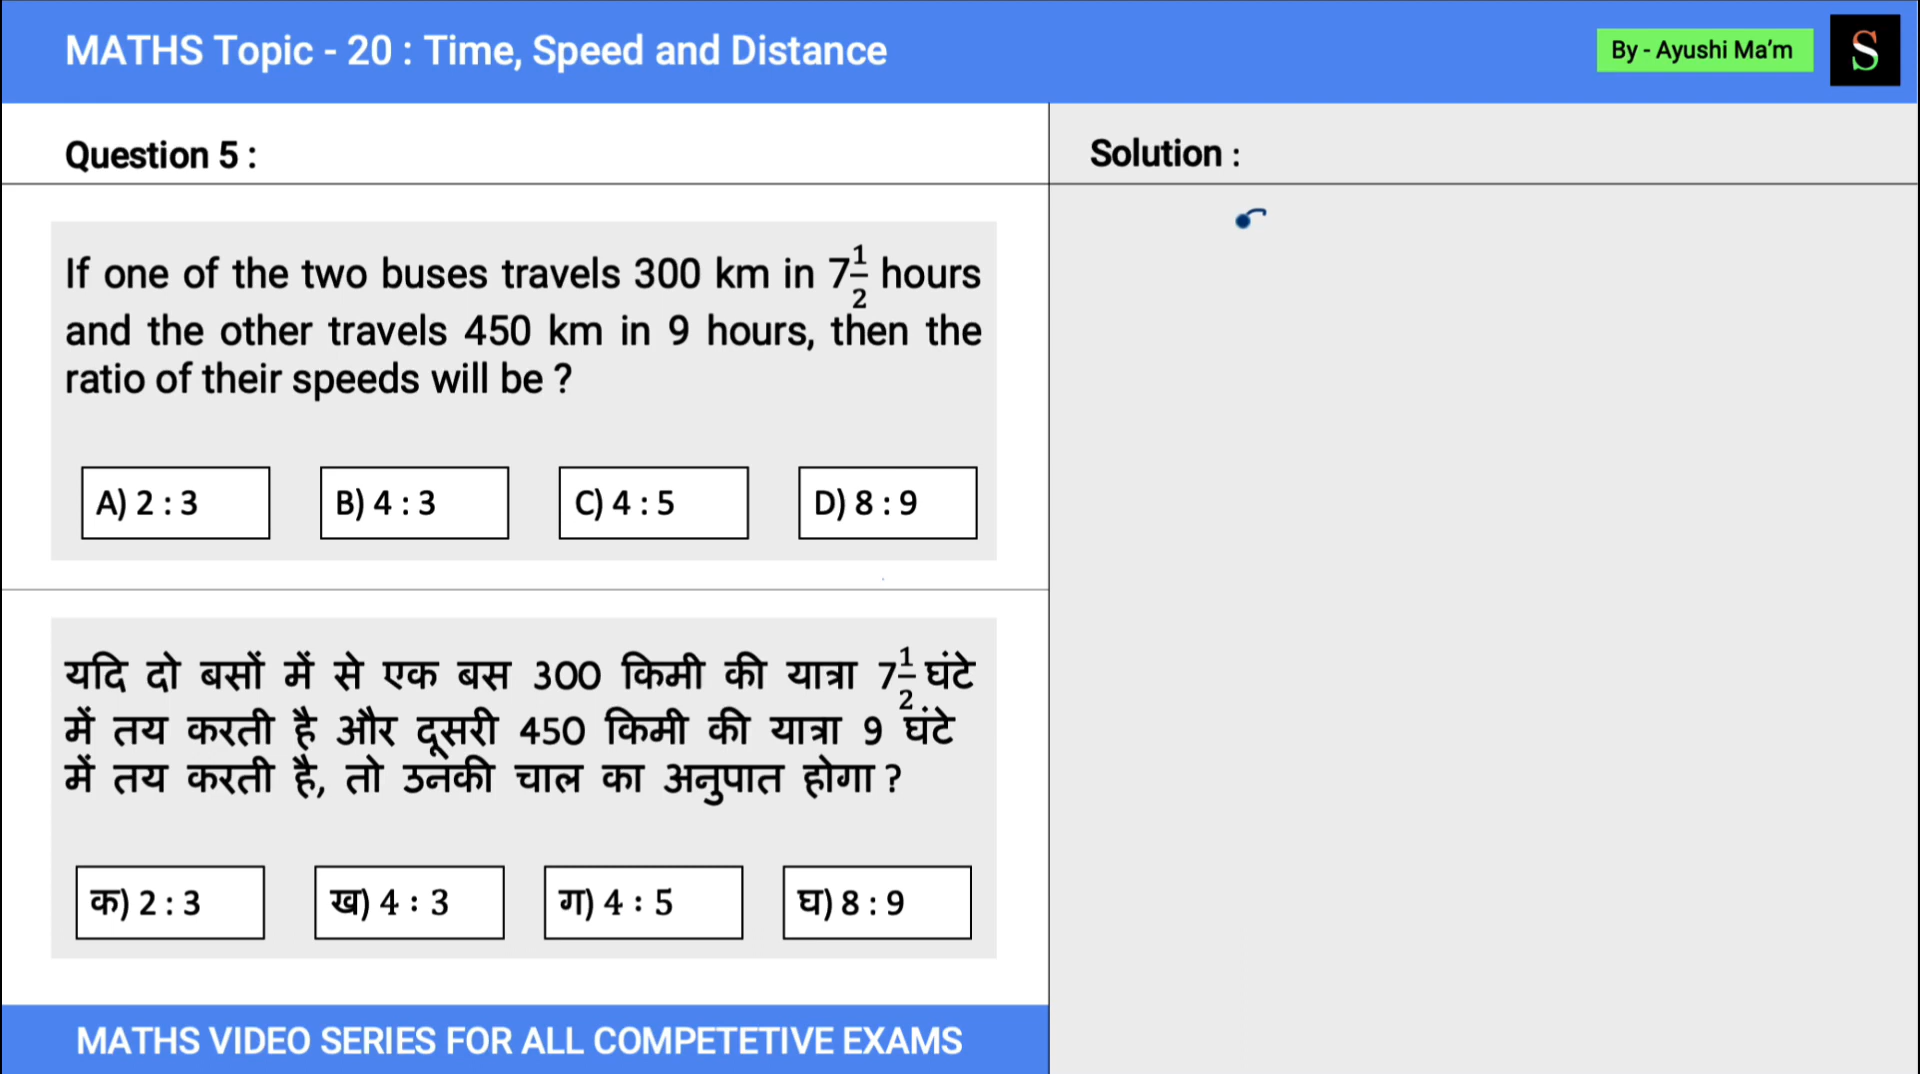 MATHS Topic - 20 : Time, Speed and Distance
By - Ayushi Ma'm
S
Question 5 :
If one of the two buses travels 300 km in 7 1/2 hours
and the other travels 450 km in 9 hours, then the
ratio of their speeds will be ?
A) 2 : 3
B) 4 : 3
C) 4 : 5
D) 8 : 9
यदि दो बसों में से एक बस 300 किमी की यात्रा 7 1/2 घंटे
में तय करती है और दूसरी 450 किमी की यात्रा 9 घंटे
में तय करती है, तो उनकी चाल का अनुपात होगा ?
क) 2 : 3
ख) 4 : 3
ग) 4 : 5
घ) 8 : 9
MATHS VIDEO SERIES FOR ALL COMPETETIVE EXAMS
Solution :